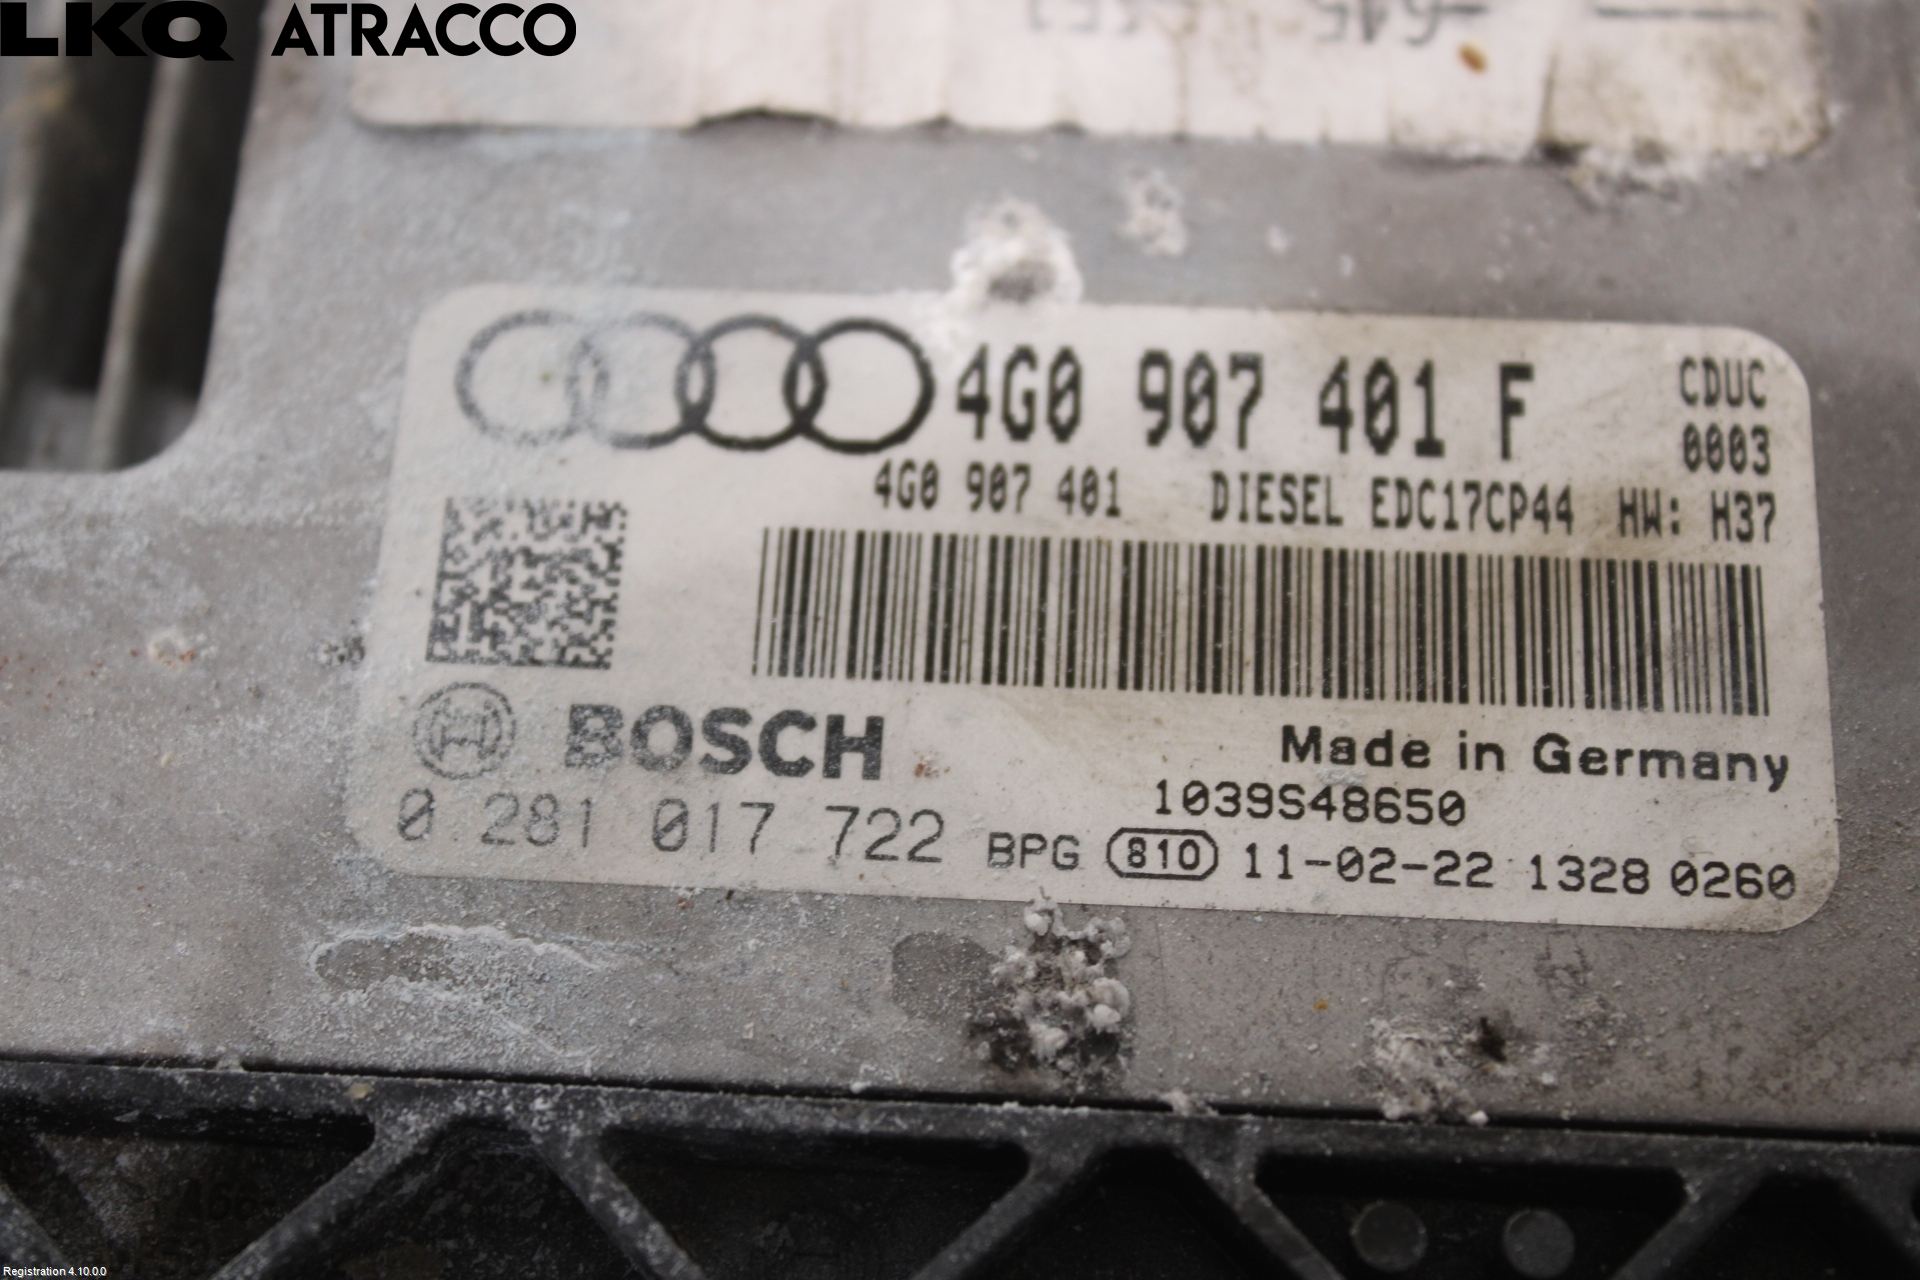 LKQ ATRACCO
4G0 907 401 F
CDUC
0003
4G0 907 401 DIESEL EDC17CP44 HW: H37
BOSCH
Made in Germany
1039S48650
0 281 017 722 BPG 810 11-02-22 1328 0260
Registration 4.10.0.0